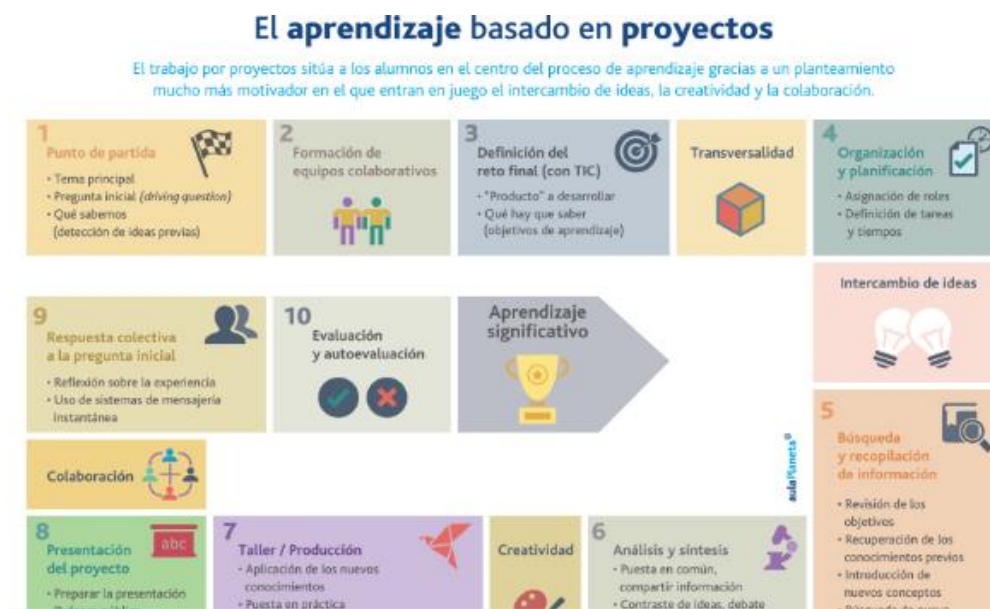 El aprendizaje basado en proyectos
El trabajo por proyectos sitúa a los alumnos en el centro del proceso de aprendizaje gracias a un planteamiento
mucho más motivador en el que entran en juego el intercambio de ideas, la creatividad y la colaboración.
1
Punto de partida
• Tema principal
• Pregunta inicial (driving question)
• Qué sabemos
(detección de ideas previas)
2
Formación de
equipos colaborativos
3
Definición del
reto final (con TIC)
• "Producto" a desarrollar
• Qué hay que saber
(objetivos de aprendizaje)
Transversalidad
4
Organización
y planificación
• Asignación de roles
• Definición de tareas
y tiempos
Intercambio de ideas
5
Búsqueda
y recopilación
de información
• Revisión de los
objetivos
• Recuperación de los
conocimientos previos
• Introducción de
nuevos conceptos
6
Análisis y síntesis
• Puesta en común,
compartir información
• Contraste de ideas, debate
Creatividad
7
Taller / Producción
• Aplicación de los nuevos
conocimientos
• Puesta en práctica
8
Presentación
del proyecto
abc
• Preparar la presentación
Colaboración
9
Respuesta colectiva
a la pregunta inicial
• Reflexión sobre la experiencia
• Uso de sistemas de mensajería
instantánea
10
Evaluación
y autoevaluación
Aprendizaje
significativo
aulaPlaneta